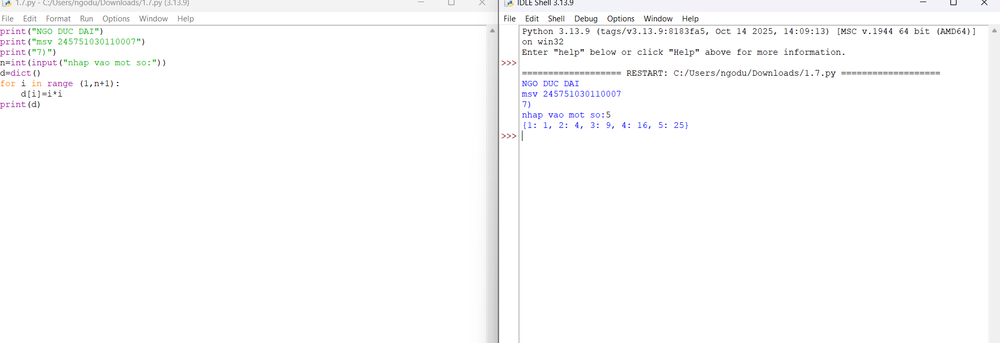 1.7.py - C:/Users/ngodu/Downloads/1.7.py (3.13.9)
File Edit Format Run Options Window Help
print("NGO DUC DAI")
print("msv 245751030110007")
print("7)")
n=int(input("nhap vao mot so:"))
d=dict()
for i in range (1,n+1):
    d[i]=i*i
print(d)
IDLE Shell 3.13.9
File Edit Shell Debug Options Window Help
Python 3.13.9 (tags/v3.13.9:8183fa5, Oct 14 2025, 14:09:13) [MSC v.1944 64 bit (AMD64)]
on win32
Enter "help" below or click "Help" above for more information.
>>>
=================== RESTART: C:/Users/ngodu/Downloads/1.7.py ===================
NGO DUC DAI
msv 245751030110007
7)
nhap vao mot so:5
{1: 1, 2: 4, 3: 9, 4: 16, 5: 25}
>>>